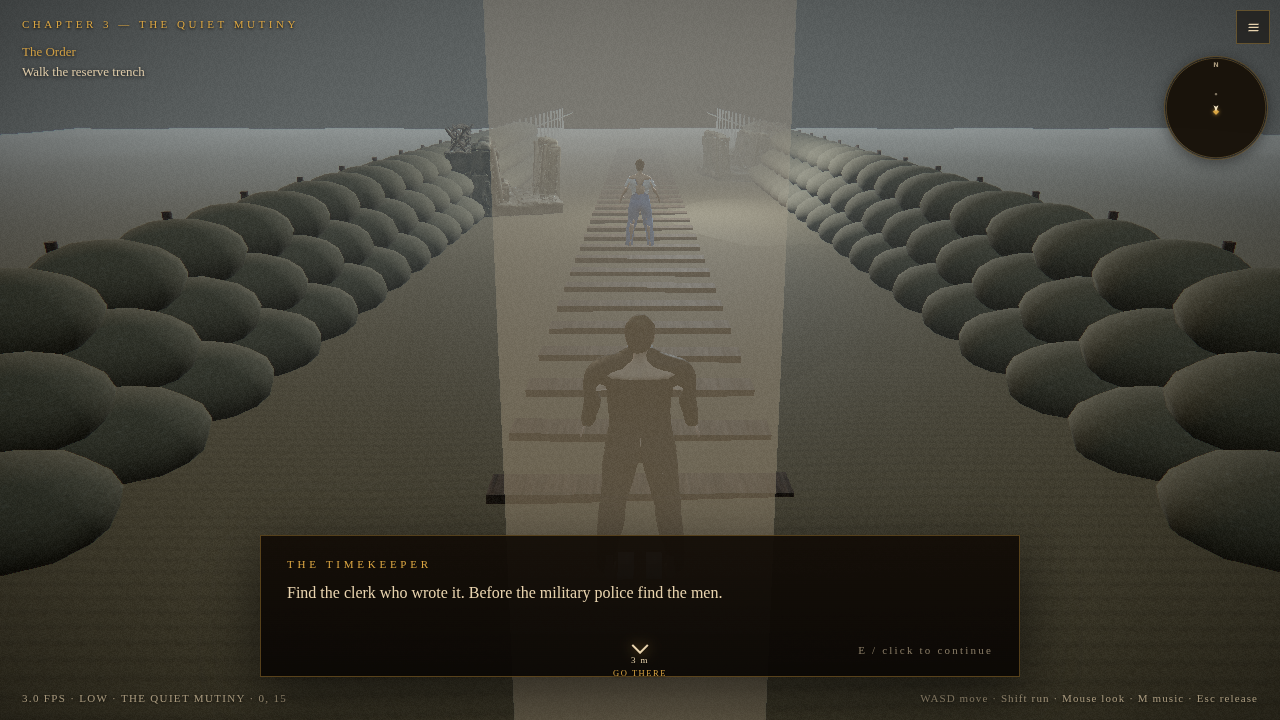 CHAPTER 3 — THE QUIET MUTINY
The Order
Walk the reserve trench
≡
N
THE TIMEKEEPER
Find the clerk who wrote it. Before the military police find the men.
E / click to continue
3 m
GO THERE
3.0 FPS · LOW · THE QUIET MUTINY · 0, 15
WASD move · Shift run · Mouse look · M music · Esc release